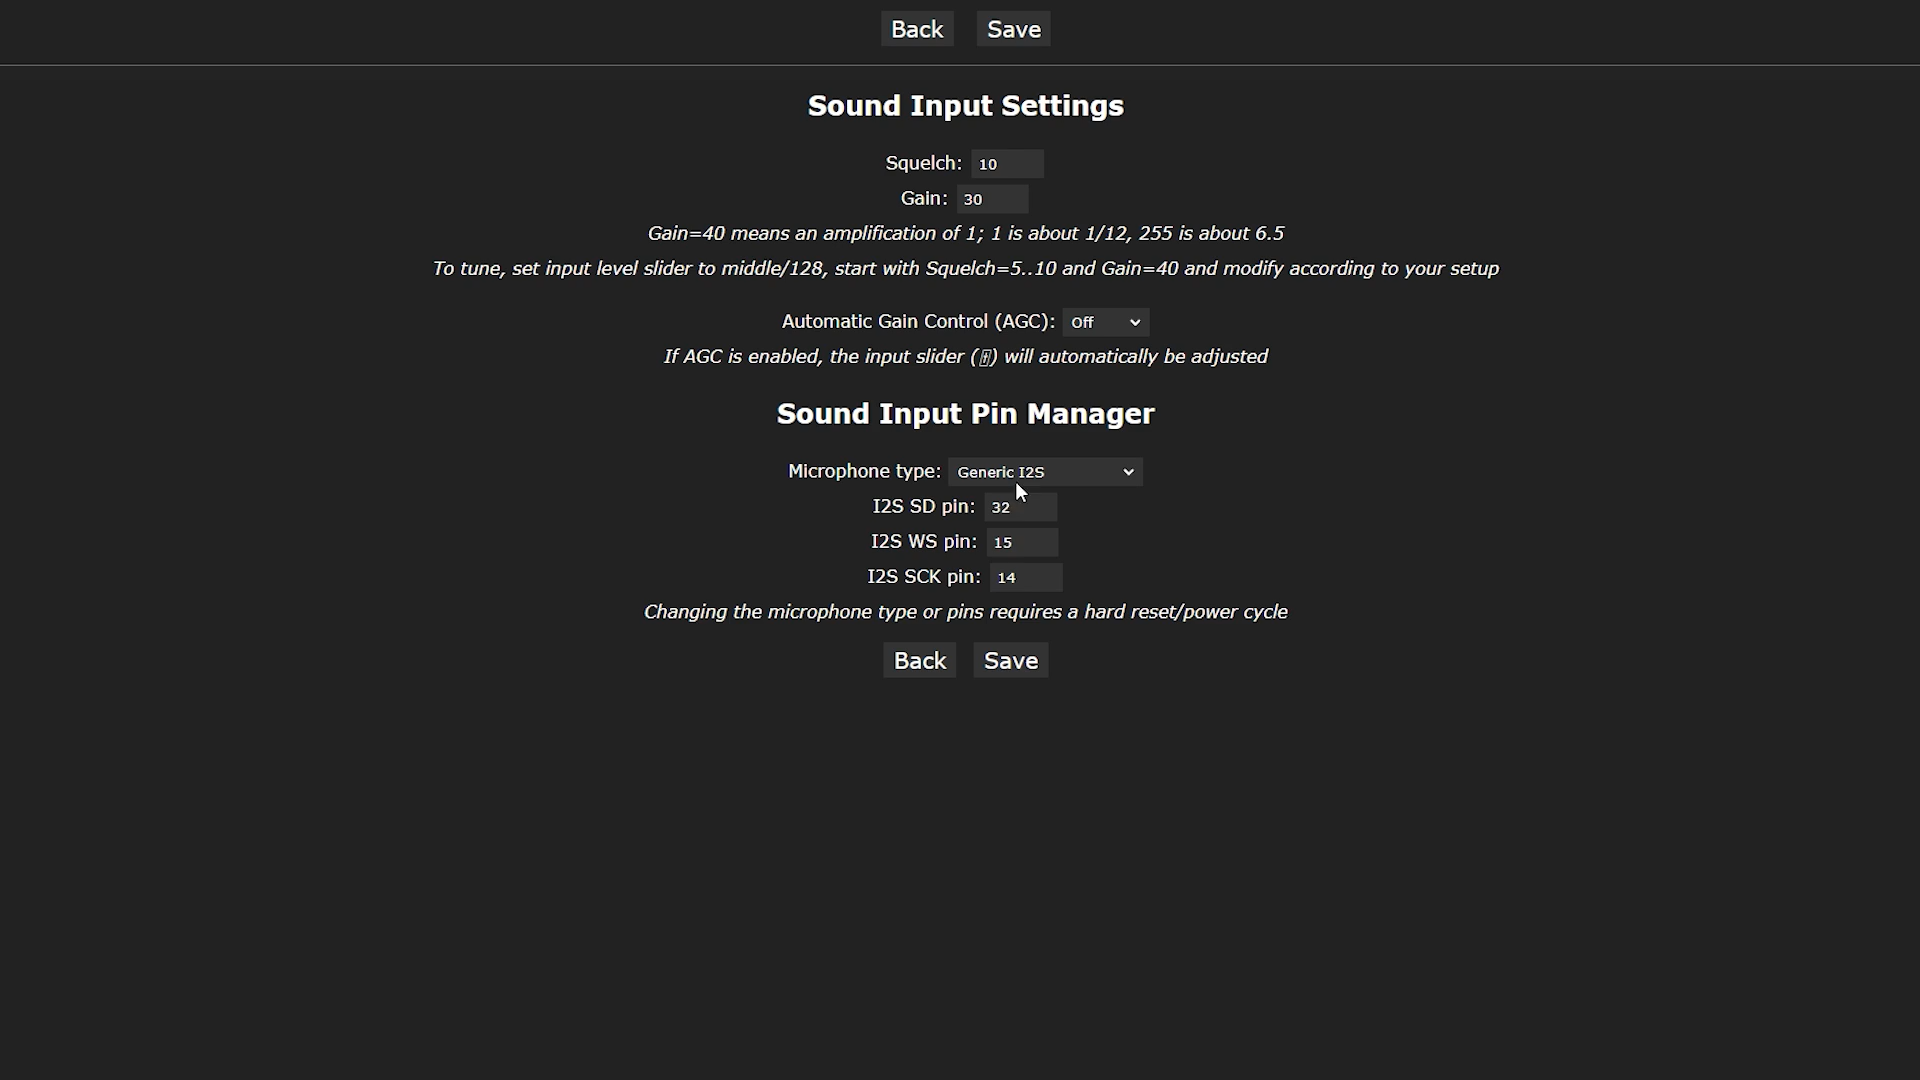 Back Save
Sound Input Settings
Squelch: 10
Gain: 30
Gain=40 means an amplification of 1; 1 is about 1/12, 255 is about 6.5
To tune, set input level slider to middle/128, start with Squelch=5..10 and Gain=40 and modify according to your setup
Automatic Gain Control (AGC): Off
If AGC is enabled, the input slider () will automatically be adjusted
Sound Input Pin Manager
Microphone type: Generic I2S
I2S SD pin: 32
I2S WS pin: 15
I2S SCK pin: 14
Changing the microphone type or pins requires a hard reset/power cycle
Back Save